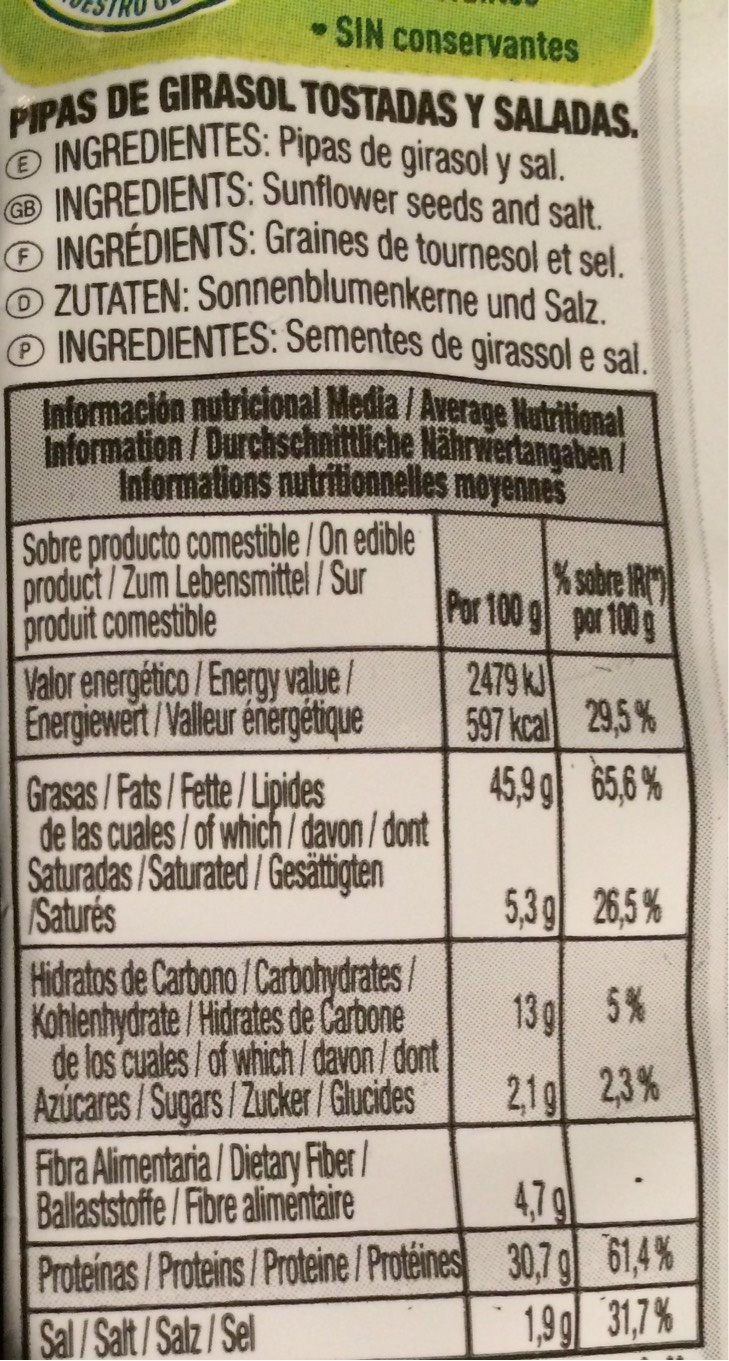 • SIN conservantes
PIPAS DE GIRASOL TOSTADAS Y SALADAS.
E INGREDIENTES: Pipas de girasol y sal.
GB INGREDIENTS: Sunflower seeds and salt.
F INGRÉDIENTS: Graines de tournesol et sel.
D ZUTATEN: Sonnenblumenkerne und Salz.
P INGREDIENTES: Sementes de girassol e sal.
Información nutricional Media / Average Nutritional
Information / Durchschnittliche Nährwertangaben /
Informations nutritionnelles moyennes
Sobre producto comestible / On edible
product / Zum Lebensmittel / Sur
produit comestible
Por 100 g
% sobre IR(*)
por 100 g
Valor energético / Energy value /
Energiewert / Valleur énergétique
2479 kJ
597 kcal
29,5 %
Grasas / Fats / Fette / Lipides
45,9 g
65,6 %
de las cuales / of which / davon / dont
Saturadas / Saturated / Gesättigten
/Saturés
5,3 g
26,5 %
Hidratos de Carbono / Carbohydrates /
Kohlenhydrate / Hidrates de Carbone
13 g
5 %
de los cuales / of which / davon / dont
Azúcares / Sugars / Zucker / Glucides
2,1 g
2,3 %
Fibra Alimentaria / Dietary Fiber /
Ballaststoffe / Fibre alimentaire
4,7 g
-
Proteínas / Proteins / Proteine / Protéines
30,7 g
61,4 %
Sal / Salt / Salz / Sel
1,9 g
31,7 %